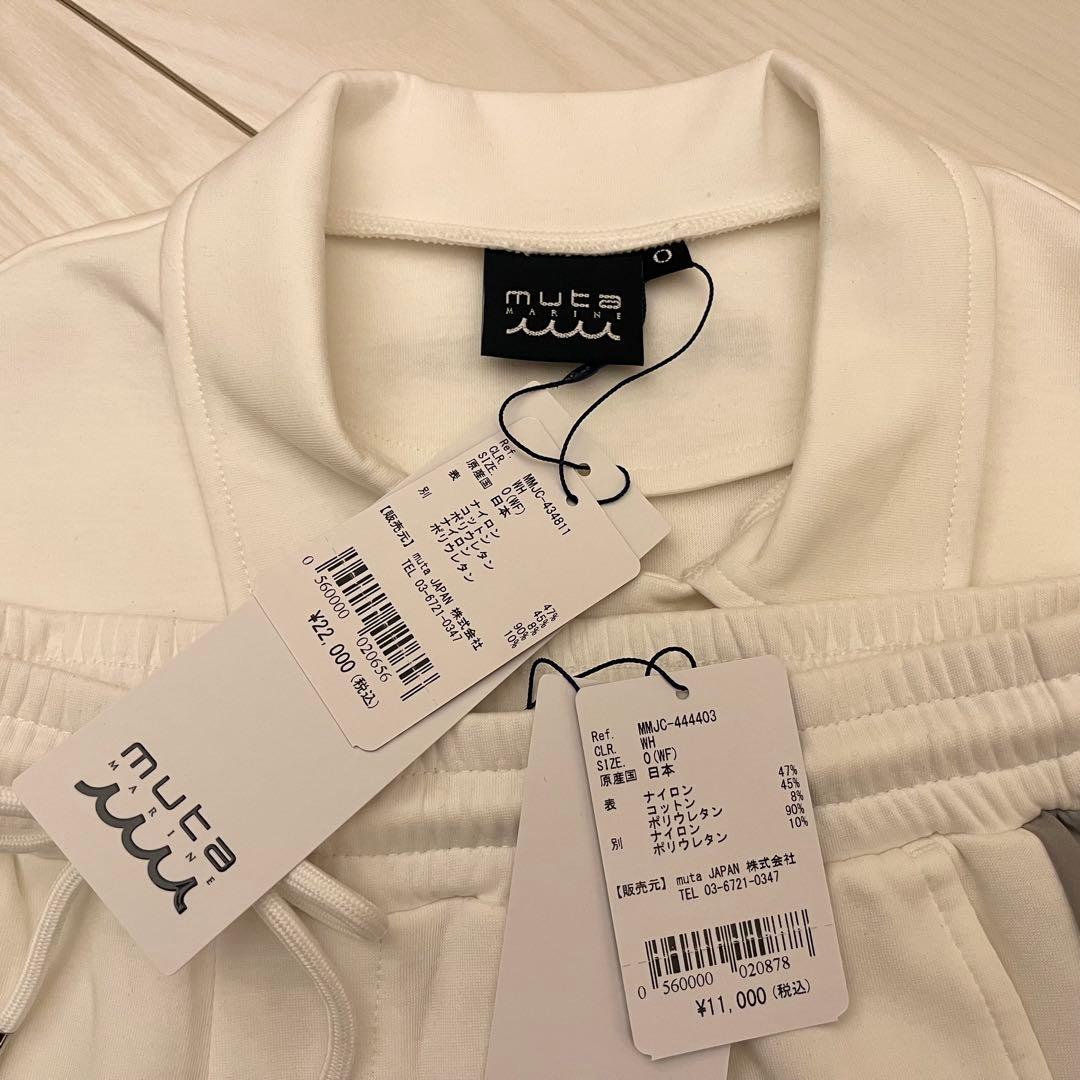 muta
MARINE
0
Ref. MMJC-434811
CLR. WH
SIZE. 0(WF)
原産国 日本
表 ナイロン 47%
コットン 45%
ポリウレタン 8%
別 ナイロン 90%
ポリウレタン 10%
【販売元】 muta JAPAN 株式会社
TEL 03-6721-0347
0 560000 020656
¥22,000(税込)
muta
MARINE
Ref. MMJC-444403
CLR. WH
SIZE. 0(WF)
原産国 日本
表 ナイロン 47%
コットン 45%
ポリウレタン 8%
別 ナイロン 90%
ポリウレタン 10%
【販売元】 muta JAPAN 株式会社
TEL 03-6721-0347
0 560000 020878
¥11,000(税込)